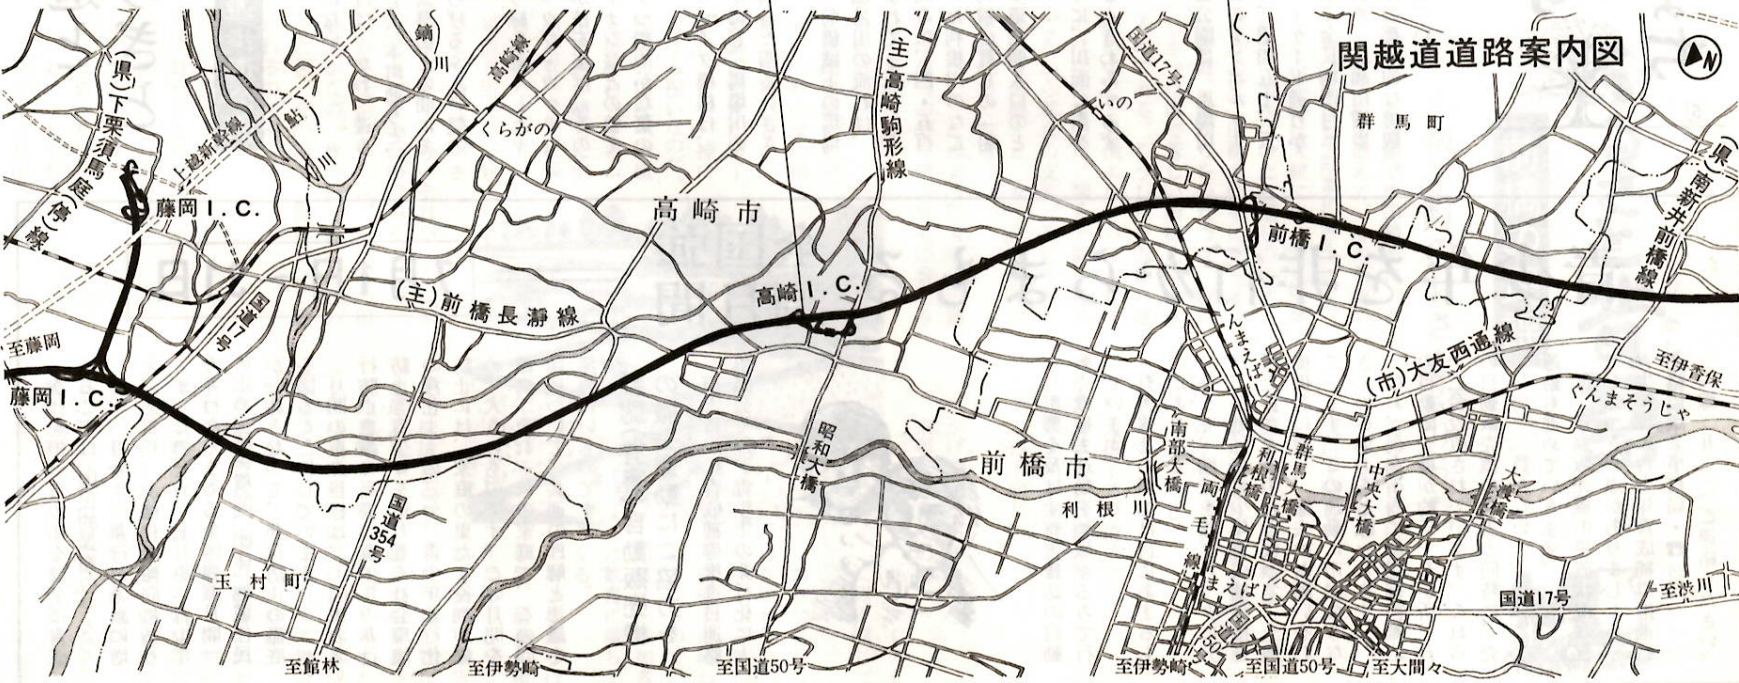 関越道道路案内図
N
(県)下栗須馬庭(停)線
鏑川
高崎線
(主)高崎駒形線
国道17号
いの
群馬町
(県)南新井前橋線
くらがの
上越新幹線
鮎川
藤岡I.C.
高崎市
前橋I.C.
高崎I.C.
(主)前橋長瀞線
国道17号
しんまえばし
(市)大友西通線
至伊香保
ぐんまそうじゃ
至藤岡
藤岡I.C.
昭和大橋
前橋市
南部大橋
利根橋
群馬大橋
中央大橋
大渡橋
利根川
両毛線
国道354号
玉村町
まえばし
国道50号
国道17号
至渋川
至館林
至伊勢崎
至国道50号
至伊勢崎
至国道50号
至大間々